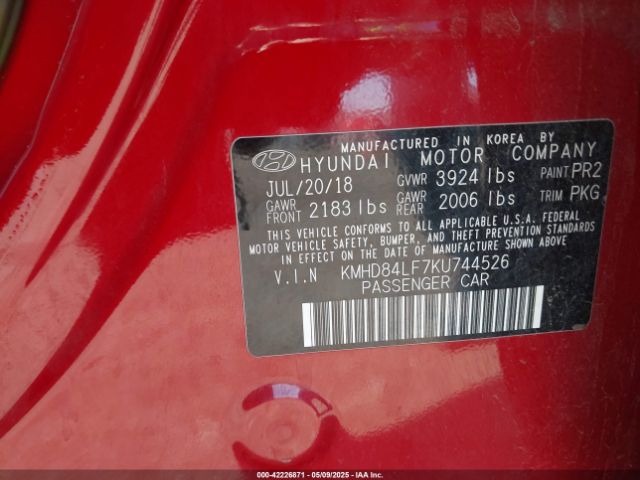 MANUFACTURED IN KOREA BY
HYUNDAI MOTOR COMPANY
JUL/20/18 GVWR 3924 lbs PAINT PR2
GAWR FRONT 2183 lbs GAWR REAR 2006 lbs TRIM PKG
THIS VEHICLE CONFORMS TO ALL APPLICABLE U.S.A. FEDERAL
MOTOR VEHICLE SAFETY, BUMPER, AND THEFT PREVENTION STANDARDS
IN EFFECT ON THE DATE OF MANUFACTURE SHOWN ABOVE.
V.I.N KMHD84LF7KU744526
PASSENGER CAR
000-42226871 - 05/09/2025 - IAAI.com